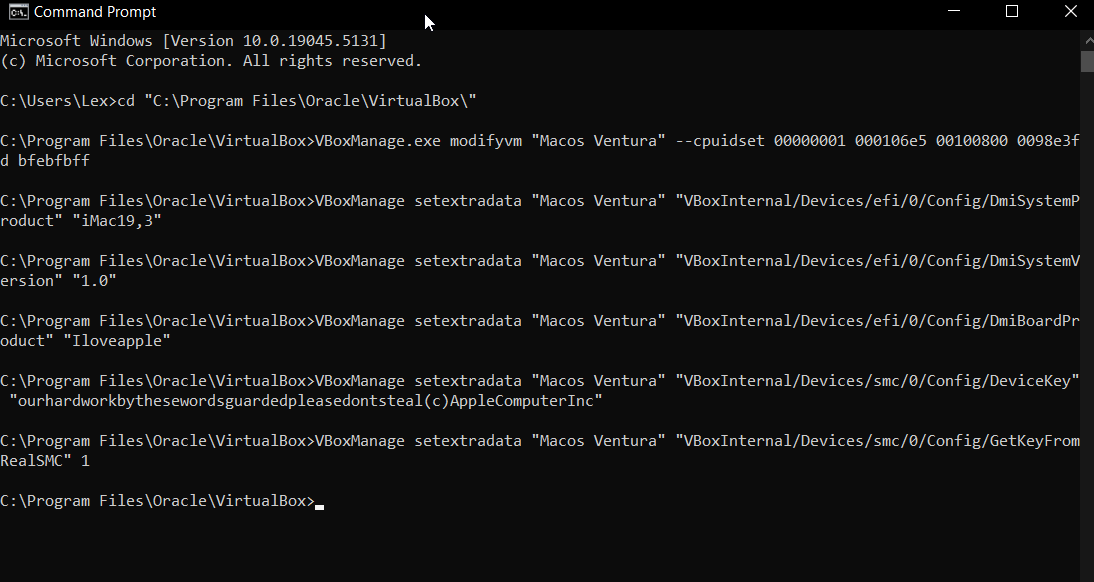 Command Prompt
Microsoft Windows [Version 10.0.19045.5131]
(c) Microsoft Corporation. All rights reserved.
C:\Users\Lex>cd "C:\Program Files\Oracle\VirtualBox\"
C:\Program Files\Oracle\VirtualBox>VBoxManage.exe modifyvm "Macos Ventura" --cpuidset 00000001 000106e5 00100800 0098e3f
d bfebfbff
C:\Program Files\Oracle\VirtualBox>VBoxManage setextradata "Macos Ventura" "VBoxInternal/Devices/efi/0/Config/DmiSystemP
roduct" "iMac19,3"
C:\Program Files\Oracle\VirtualBox>VBoxManage setextradata "Macos Ventura" "VBoxInternal/Devices/efi/0/Config/DmiSystemV
ersion" "1.0"
C:\Program Files\Oracle\VirtualBox>VBoxManage setextradata "Macos Ventura" "VBoxInternal/Devices/efi/0/Config/DmiBoardPr
oduct" "Iloveapple"
C:\Program Files\Oracle\VirtualBox>VBoxManage setextradata "Macos Ventura" "VBoxInternal/Devices/smc/0/Config/DeviceKey"
 "ourhardworkbythesewordsguardedpleasedontsteal(c)AppleComputerInc"
C:\Program Files\Oracle\VirtualBox>VBoxManage setextradata "Macos Ventura" "VBoxInternal/Devices/smc/0/Config/GetKeyFrom
RealSMC" 1
C:\Program Files\Oracle\VirtualBox>